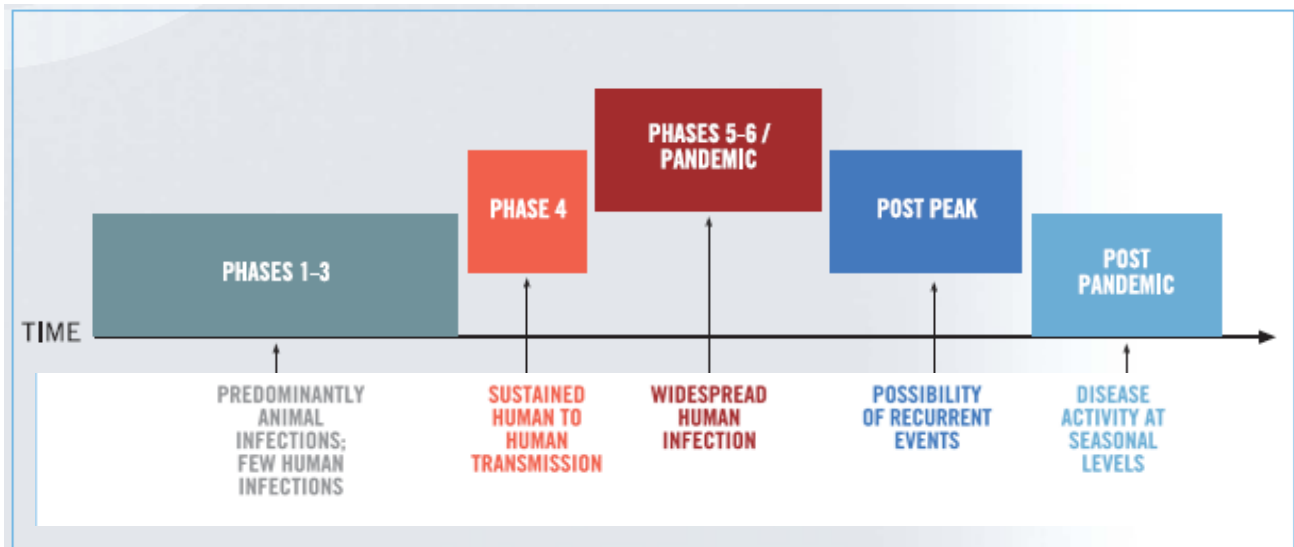 PHASES 5–6 /
PANDEMIC
PHASE 4
POST PEAK
PHASES 1–3
POST
PANDEMIC
TIME
PREDOMINANTLY
ANIMAL
INFECTIONS;
FEW HUMAN
INFECTIONS
SUSTAINED
HUMAN TO
HUMAN
TRANSMISSION
WIDESPREAD
HUMAN
INFECTION
POSSIBILITY
OF RECURRENT
EVENTS
DISEASE
ACTIVITY AT
SEASONAL
LEVELS